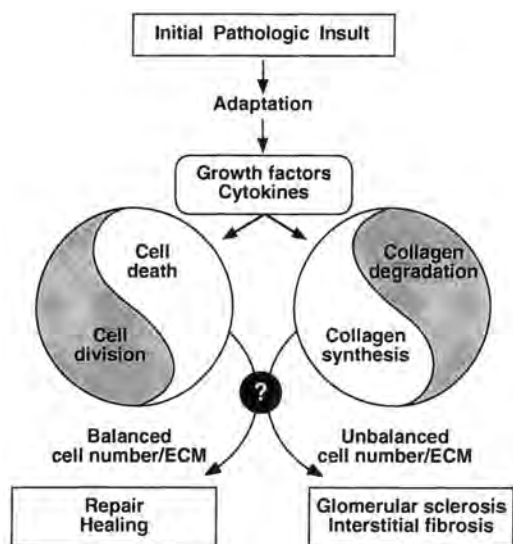 Initial Pathologic Insult
Adaptation
Growth factors
Cytokines
Cell
death
Cell
division
Collagen
degradation
Collagen
synthesis
?
Balanced
cell number/ECM
Unbalanced
cell number/ECM
Repair
Healing
Glomerular sclerosis
Interstitial fibrosis